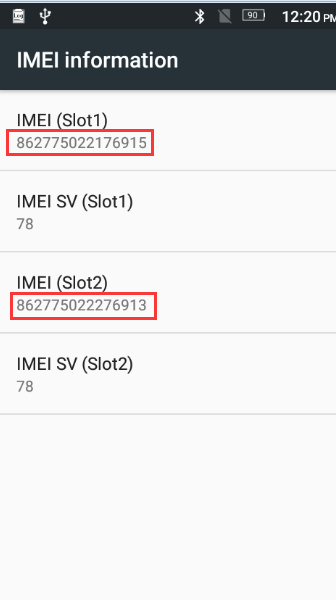 90 12:20 PM
IMEI information
IMEI (Slot1)
862775022176915
IMEI SV (Slot1)
78
IMEI (Slot2)
862775022276913
IMEI SV (Slot2)
78